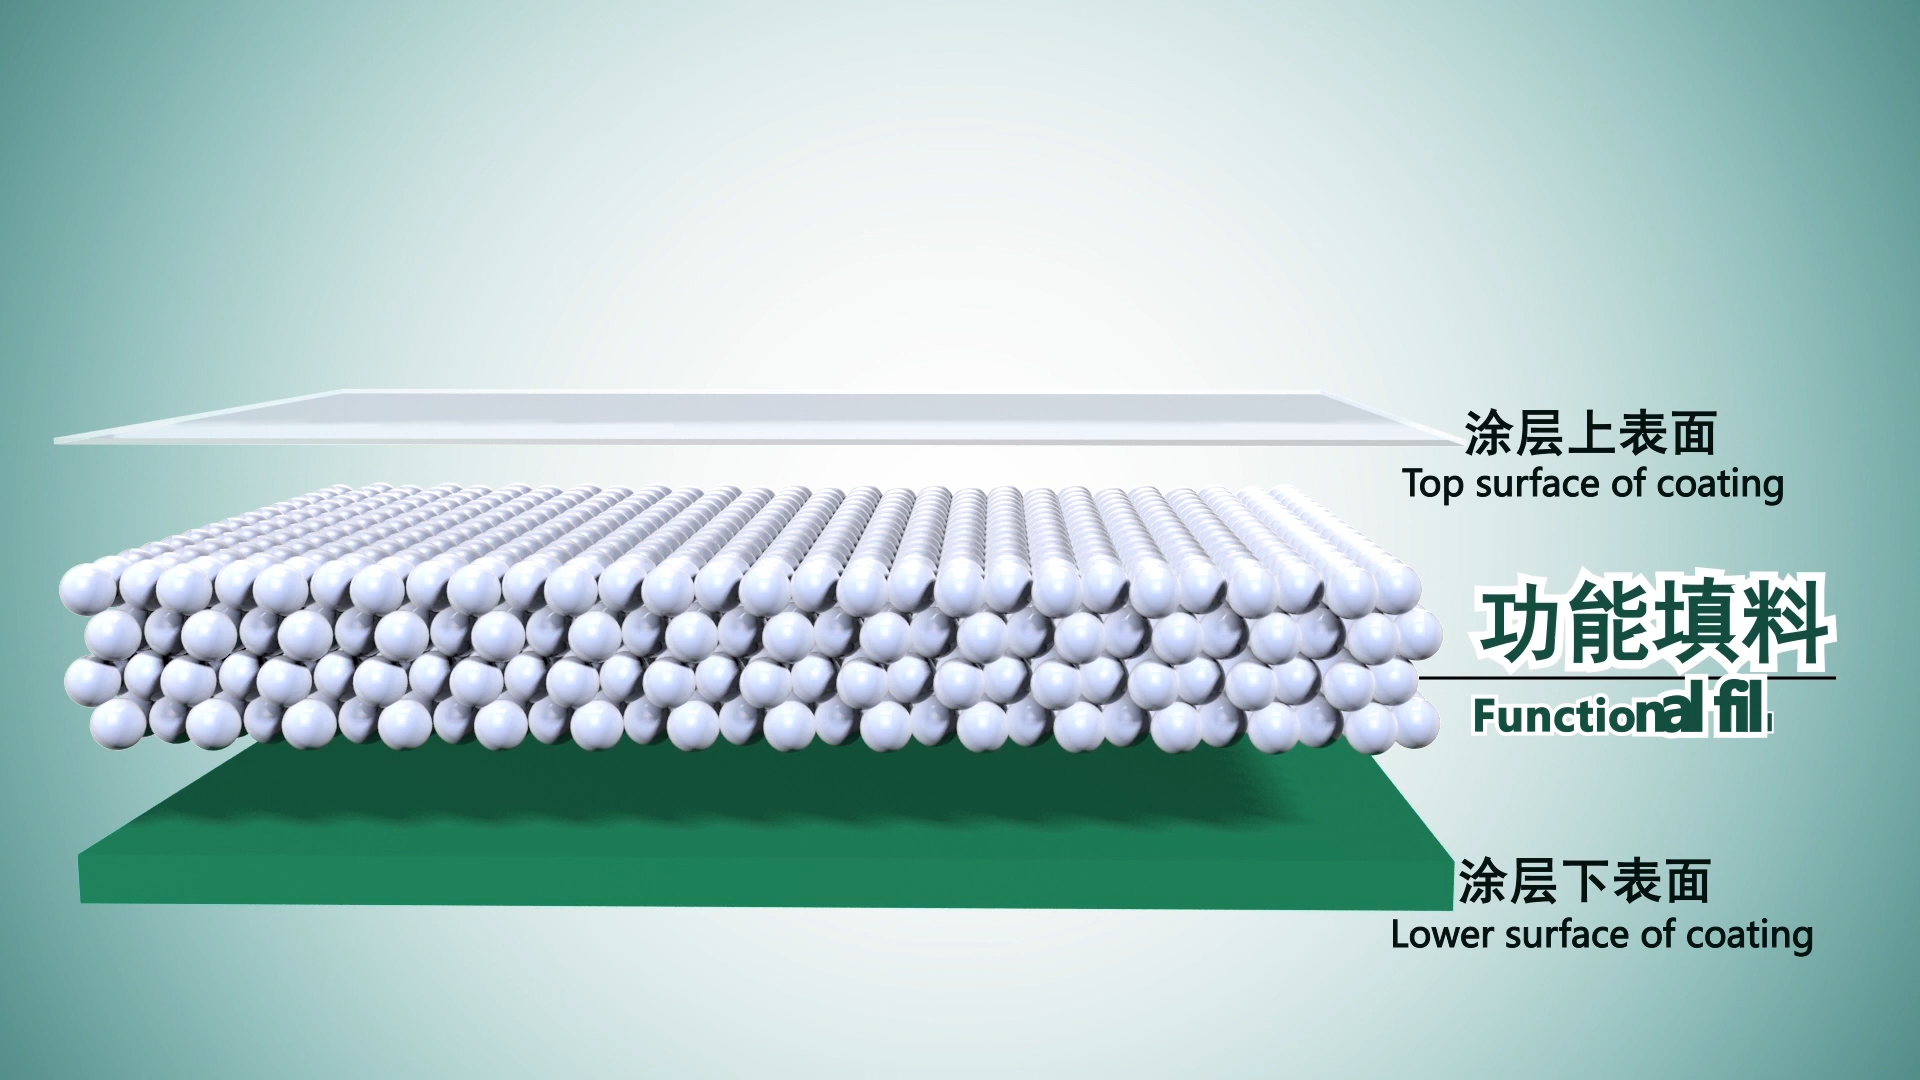 涂层上表面
Top surface of coating
功能填料
Functional fil
涂层下表面
Lower surface of coating